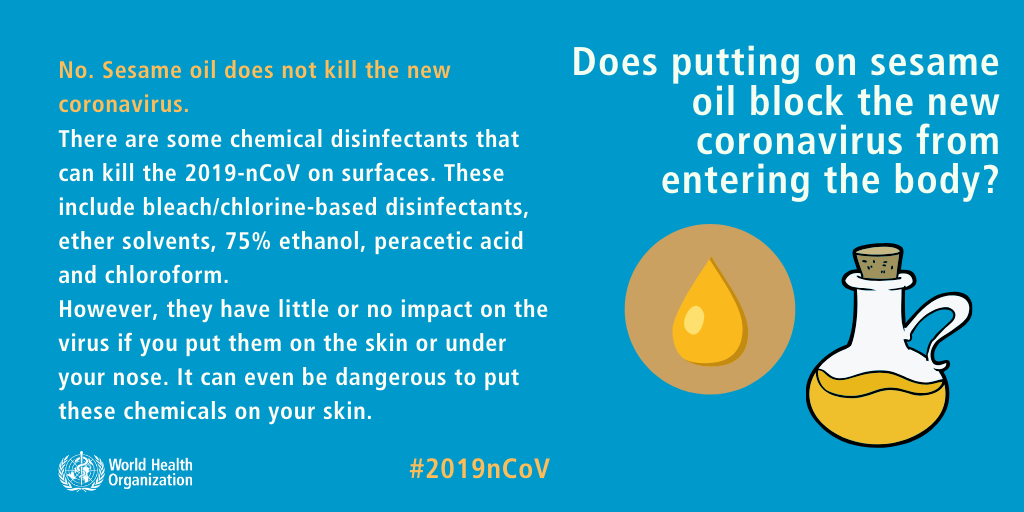 Does putting on sesame
oil block the new
coronavirus from
entering the body?
No. Sesame oil does not kill the new
coronavirus.
There are some chemical disinfectants that
can kill the 2019-nCoV on surfaces. These
include bleach/chlorine-based disinfectants,
ether solvents, 75% ethanol, peracetic acid
and chloroform.
However, they have little or no impact on the
virus if you put them on the skin or under
your nose. It can even be dangerous to put
these chemicals on your skin.
World Health
Organization
#2019nCoV